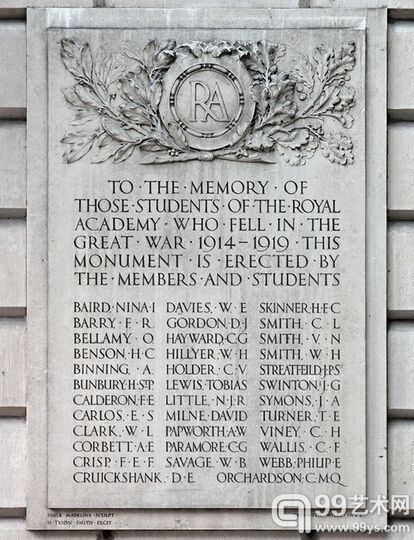 RA
TO · THE · MEMORY · OF
THOSE · STUDENTS · OF · THE · ROYAL
ACADEMY · WHO · FELL · IN · THE
GREAT · WAR · 1914–1919 · THIS
MONUMENT · IS · ERECTED · BY
THE · MEMBERS · AND · STUDENTS
BAIRD · NINA · I DAVIES, W · E SKINNER, H · F · C
BARRY · F · R GORDON, D · J SMITH, C · L
BELLAMY · O HAYWARD, C · G SMITH, V · N
BENSON, H · C HILLYER, W · H SMITH, W · H
BINNING, A HOLDER, C · V STREATFEILD, J · P · S
BUNBURY, H · ST P LEWIS, TOBIAS SWINTON, J · G
CALDERON, F · E LITTLE, N · J · R SYMONS, J · A
CARLOS, E · S MILNE, DAVID TURNER, T · E
CLARK, W · L PAPWORTH, A · W VINEY, C · H
CORBETT, A · E PARAMORE, C · G WALLIS, C · F
CRISP, F · E · F SAVAGE, W · B WEBB, PHILIP · E
CRUICKSHANK, D · E ORCHARDSON, C · M · Q
99艺术网
www.99ys.com